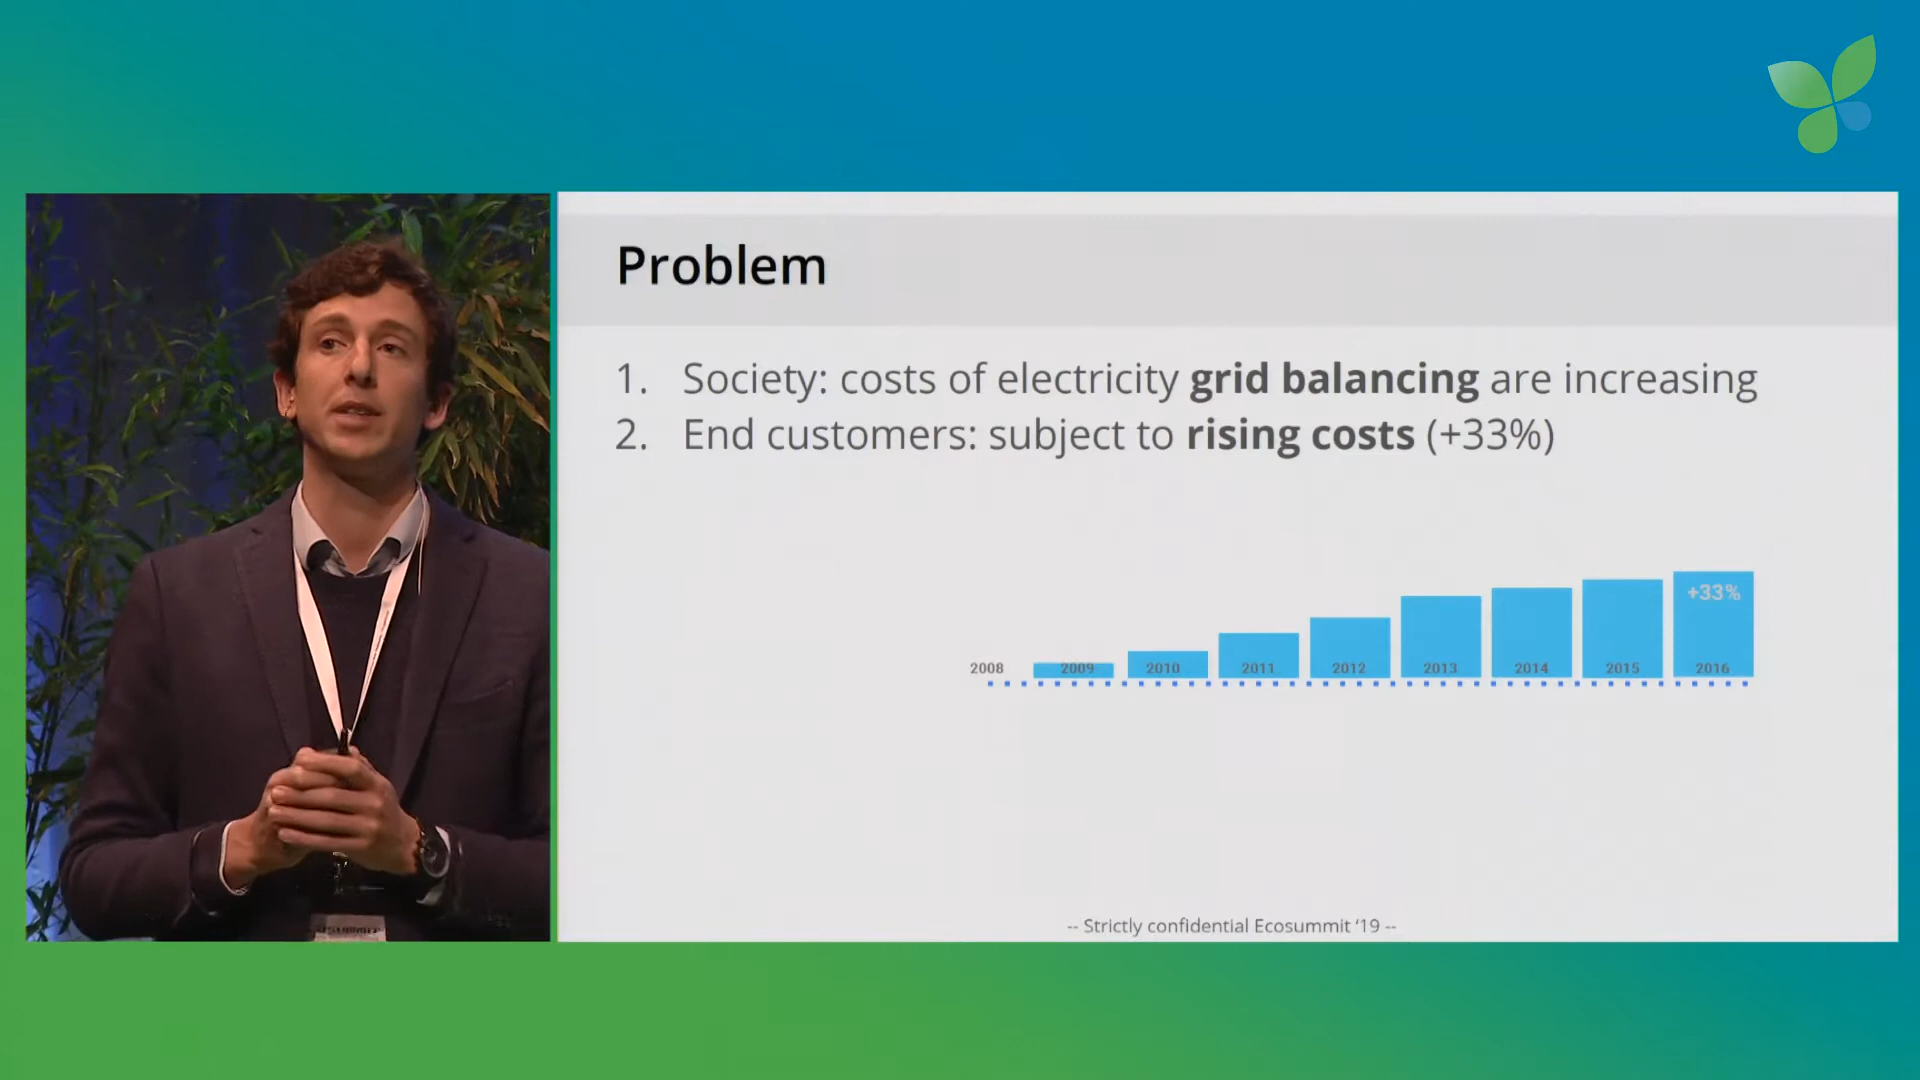 Problem
1. Society: costs of electricity grid balancing are increasing
2. End customers: subject to rising costs (+33%)
+33%
2008 2009 2010 2011 2012 2013 2014 2015 2016
-- Strictly confidential Ecosummit ‘19 --